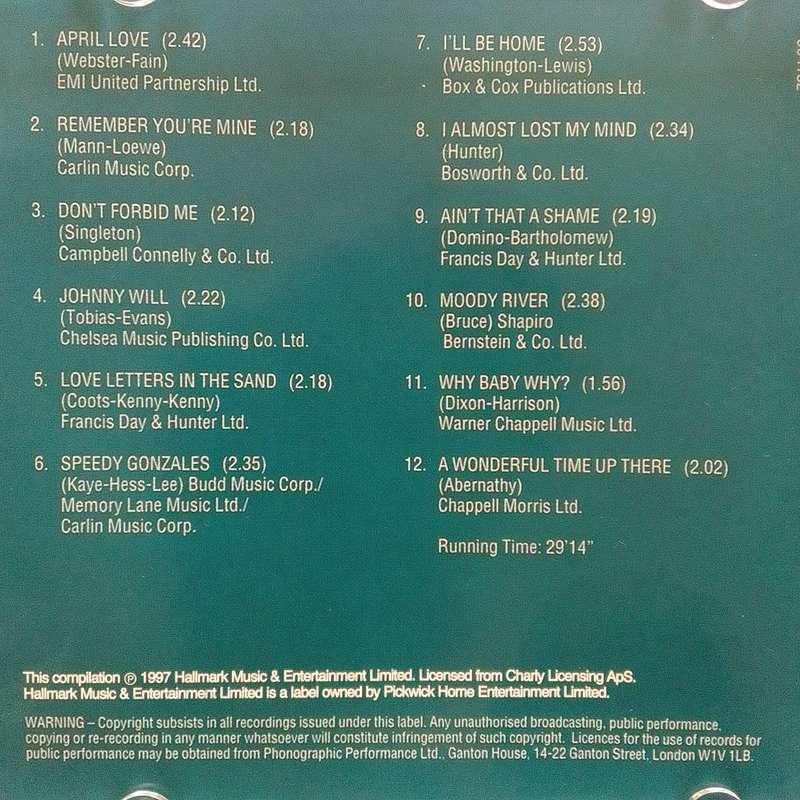 1. APRIL LOVE (2.42)
(Webster-Fain)
EMI United Partnership Ltd.
2. REMEMBER YOU'RE MINE (2.18)
(Mann-Loewe)
Carlin Music Corp.
3. DON'T FORBID ME (2.12)
(Singleton)
Campbell Connelly & Co. Ltd.
4. JOHNNY WILL (2.22)
(Tobias-Evans)
Chelsea Music Publishing Co. Ltd.
5. LOVE LETTERS IN THE SAND (2.18)
(Coots-Kenny-Kenny)
Francis Day & Hunter Ltd.
6. SPEEDY GONZALES (2.35)
(Kaye-Hess-Lee) Budd Music Corp./
Memory Lane Music Ltd./
Carlin Music Corp.
7. I'LL BE HOME (2.53)
(Washington-Lewis)
Box & Cox Publications Ltd.
8. I ALMOST LOST MY MIND (2.34)
(Hunter)
Bosworth & Co. Ltd.
9. AIN'T THAT A SHAME (2.19)
(Domino-Bartholomew)
Francis Day & Hunter Ltd.
10. MOODY RIVER (2.38)
(Bruce) Shapiro
Bernstein & Co. Ltd.
11. WHY BABY WHY? (1.56)
(Dixon-Harrison)
Warner Chappell Music Ltd.
12. A WONDERFUL TIME UP THERE (2.02)
(Abernathy)
Chappell Morris Ltd.
Running Time: 29'14"
This compilation ℗ 1997 Hallmark Music & Entertainment Limited. Licensed from Charly Licensing ApS.
Hallmark Music & Entertainment Limited is a label owned by Pickwick Home Entertainment Limited.
WARNING – Copyright subsists in all recordings issued under this label. Any unauthorised broadcasting, public performance,
copying or re-recording in any manner whatsoever will constitute infringement of such copyright. Licences for the use of records for
public performance may be obtained from Phonographic Performance Ltd., Ganton House, 14-22 Ganton Street, London W1V 1LB.